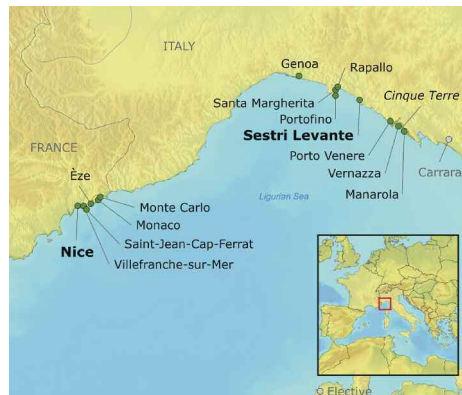 ITALY
Genoa
Rapallo
Santa Margherita
Cinque Terre
Portofino
Sestri Levante
FRANCE
Porto Venere
Vernazza
Carrara
Èze
Manarola
Monte Carlo
Ligurian Sea
Monaco
Saint-Jean-Cap-Ferrat
Nice
Villefranche-sur-Mer
Elective